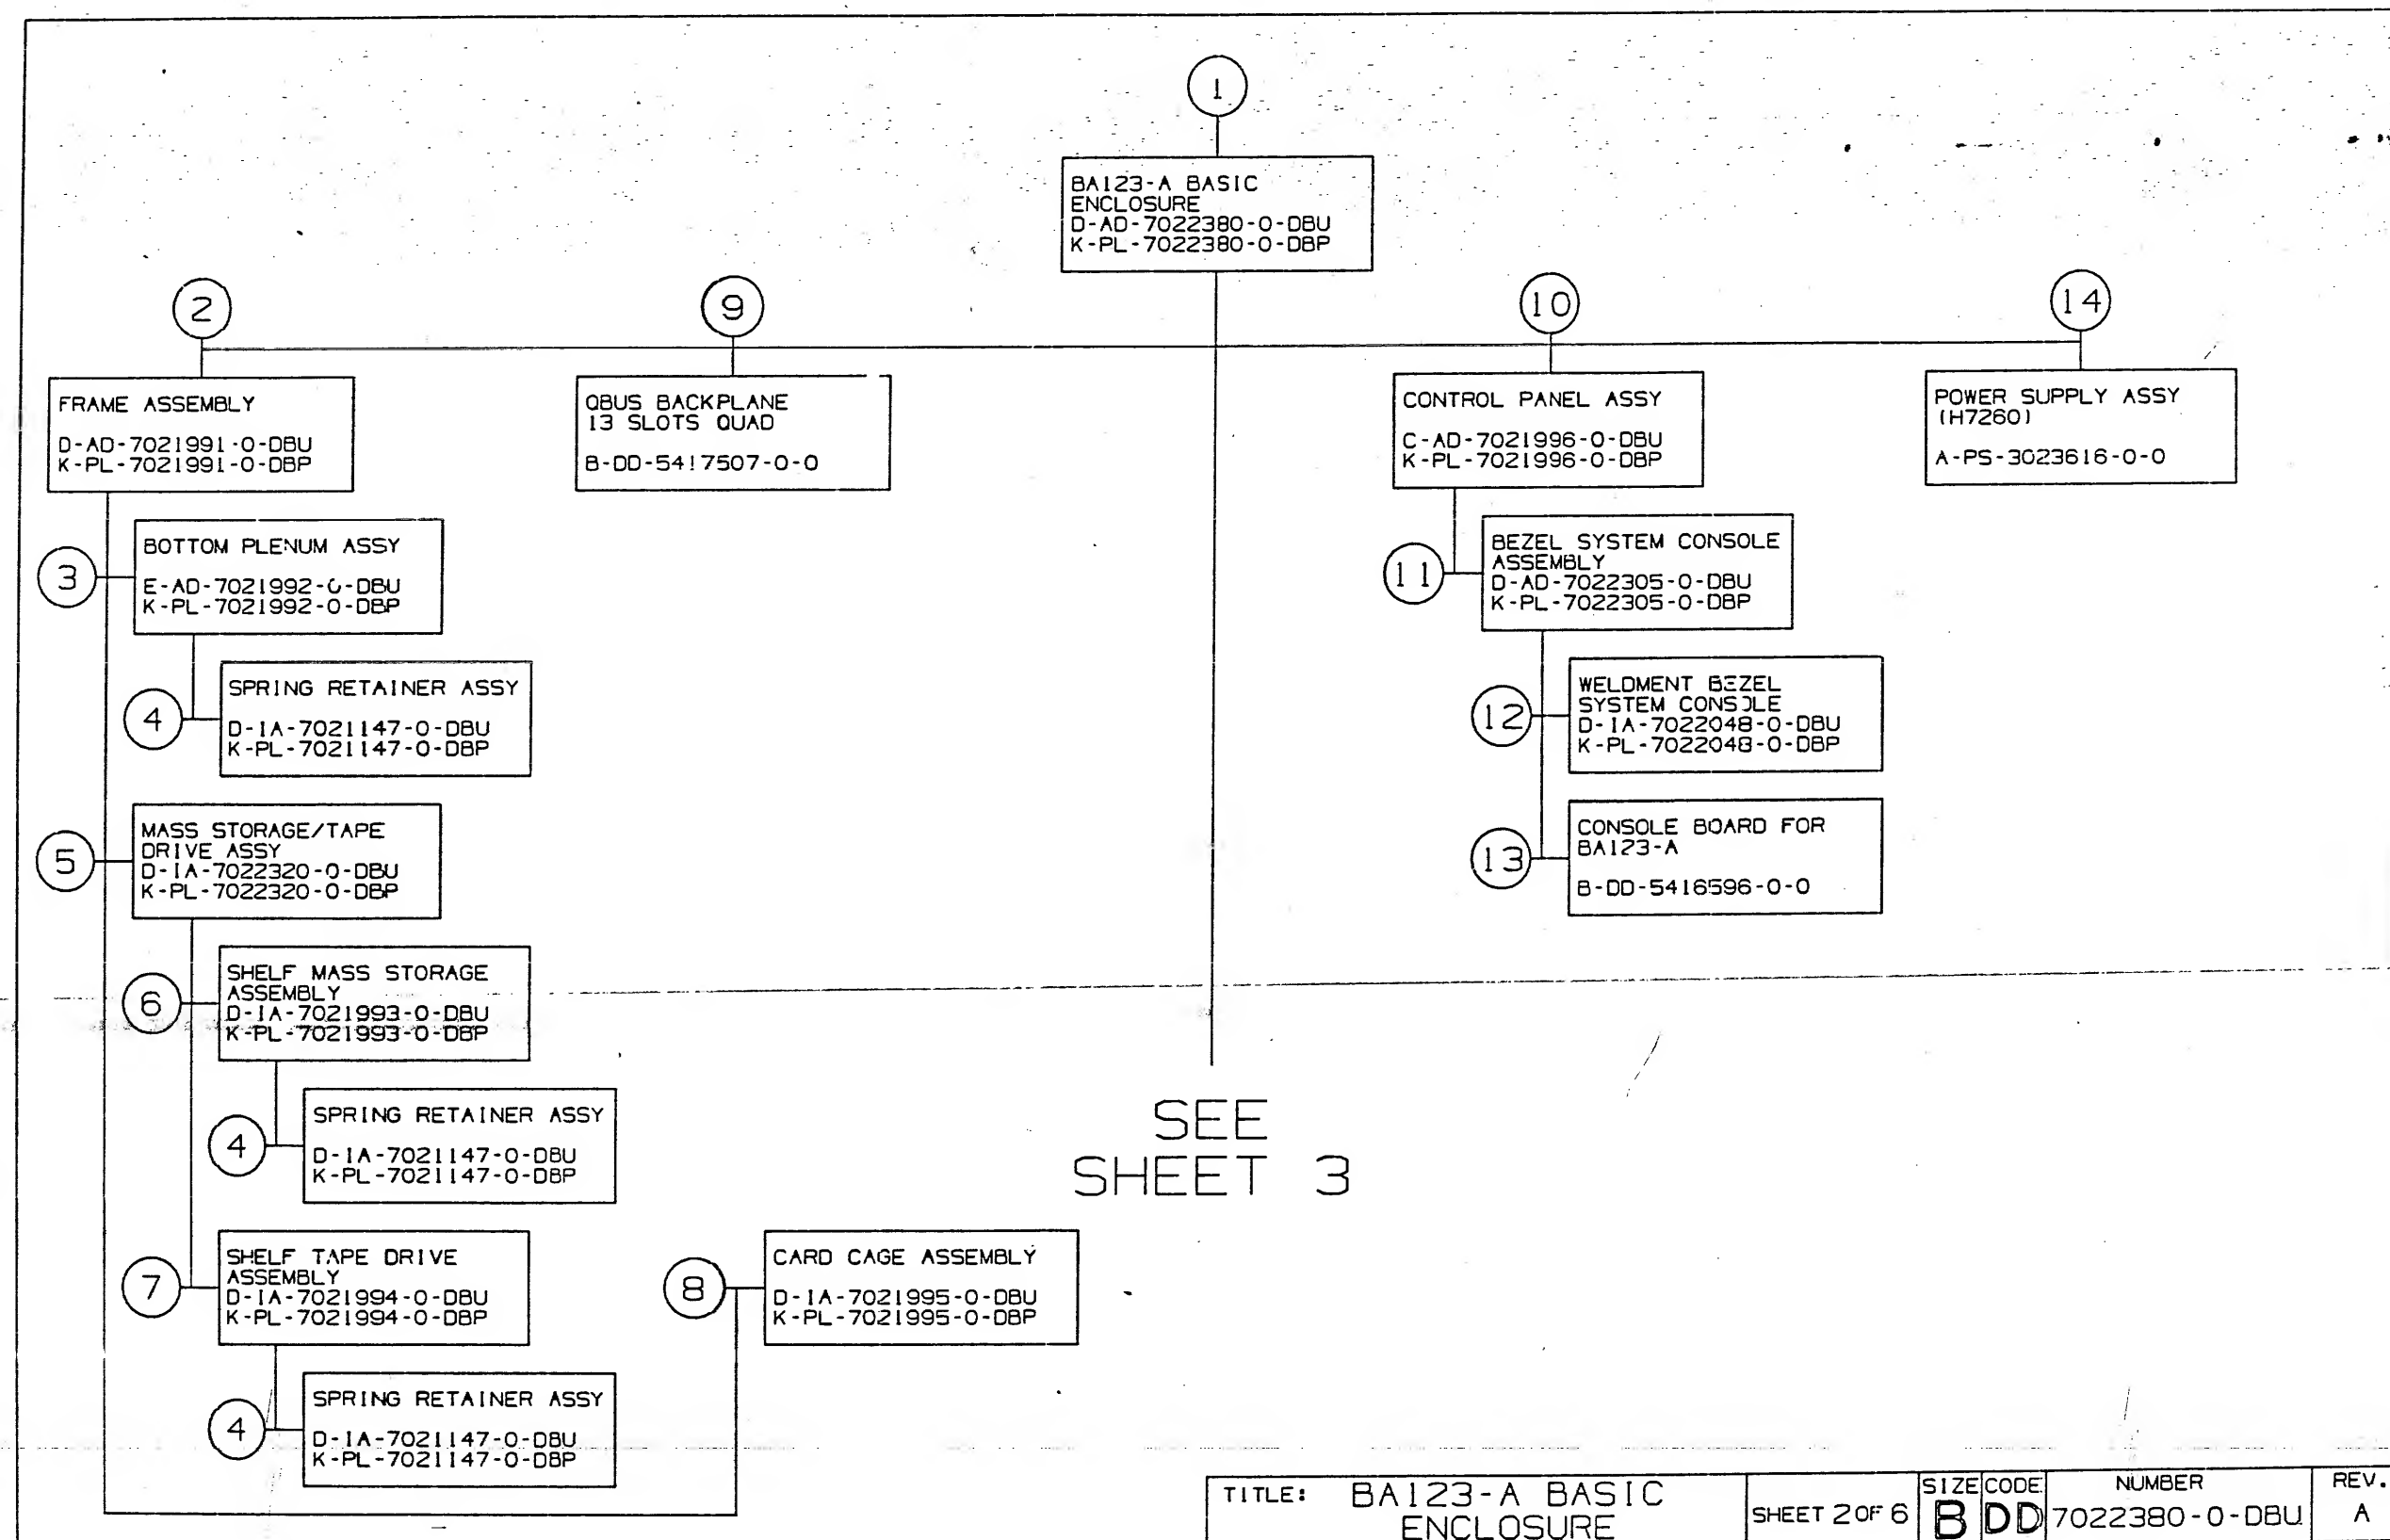 1
BA123-A BASIC
ENCLOSURE
D-AD-7022380-0-DBU
K-PL-7022380-0-DBP
2
9
10
14
FRAME ASSEMBLY
D-AD-7021991-0-DBU
K-PL-7021991-0-DBP
QBUS BACKPLANE
13 SLOTS QUAD
B-DD-5417507-0-0
CONTROL PANEL ASSY
C-AD-7021996-0-DBU
K-PL-7021996-0-DBP
POWER SUPPLY ASSY
(H7260)
A-PS-3023616-0-0
3
BOTTOM PLENUM ASSY
E-AD-7021992-0-DBU
K-PL-7021992-0-DBP
11
BEZEL SYSTEM CONSOLE
ASSEMBLY
D-AD-7022305-0-DBU
K-PL-7022305-0-DBP
4
SPRING RETAINER ASSY
D-IA-7021147-0-DBU
K-PL-7021147-0-DBP
12
WELDMENT BEZEL
SYSTEM CONSOLE
D-IA-7022048-0-DBU
K-PL-7022048-0-DBP
5
MASS STORAGE/TAPE
DRIVE ASSY
D-IA-7022320-0-DBU
K-PL-7022320-0-DBP
13
CONSOLE BOARD FOR
BA123-A
B-DD-5416596-0-0
6
SHELF MASS STORAGE
ASSEMBLY
D-IA-7021993-0-DBU
K-PL-7021993-0-DBP
4
SPRING RETAINER ASSY
D-IA-7021147-0-DBU
K-PL-7021147-0-DBP
SEE
SHEET 3
7
SHELF TAPE DRIVE
ASSEMBLY
D-IA-7021994-0-DBU
K-PL-7021994-0-DBP
8
CARD CAGE ASSEMBLY
D-IA-7021995-0-DBU
K-PL-7021995-0-DBP
4
SPRING RETAINER ASSY
D-IA-7021147-0-DBU
K-PL-7021147-0-DBP
TITLE: BA123-A BASIC
ENCLOSURE
SHEET 2 OF 6
SIZE
B
CODE
DD
NUMBER
7022380-0-DBU
REV.
A